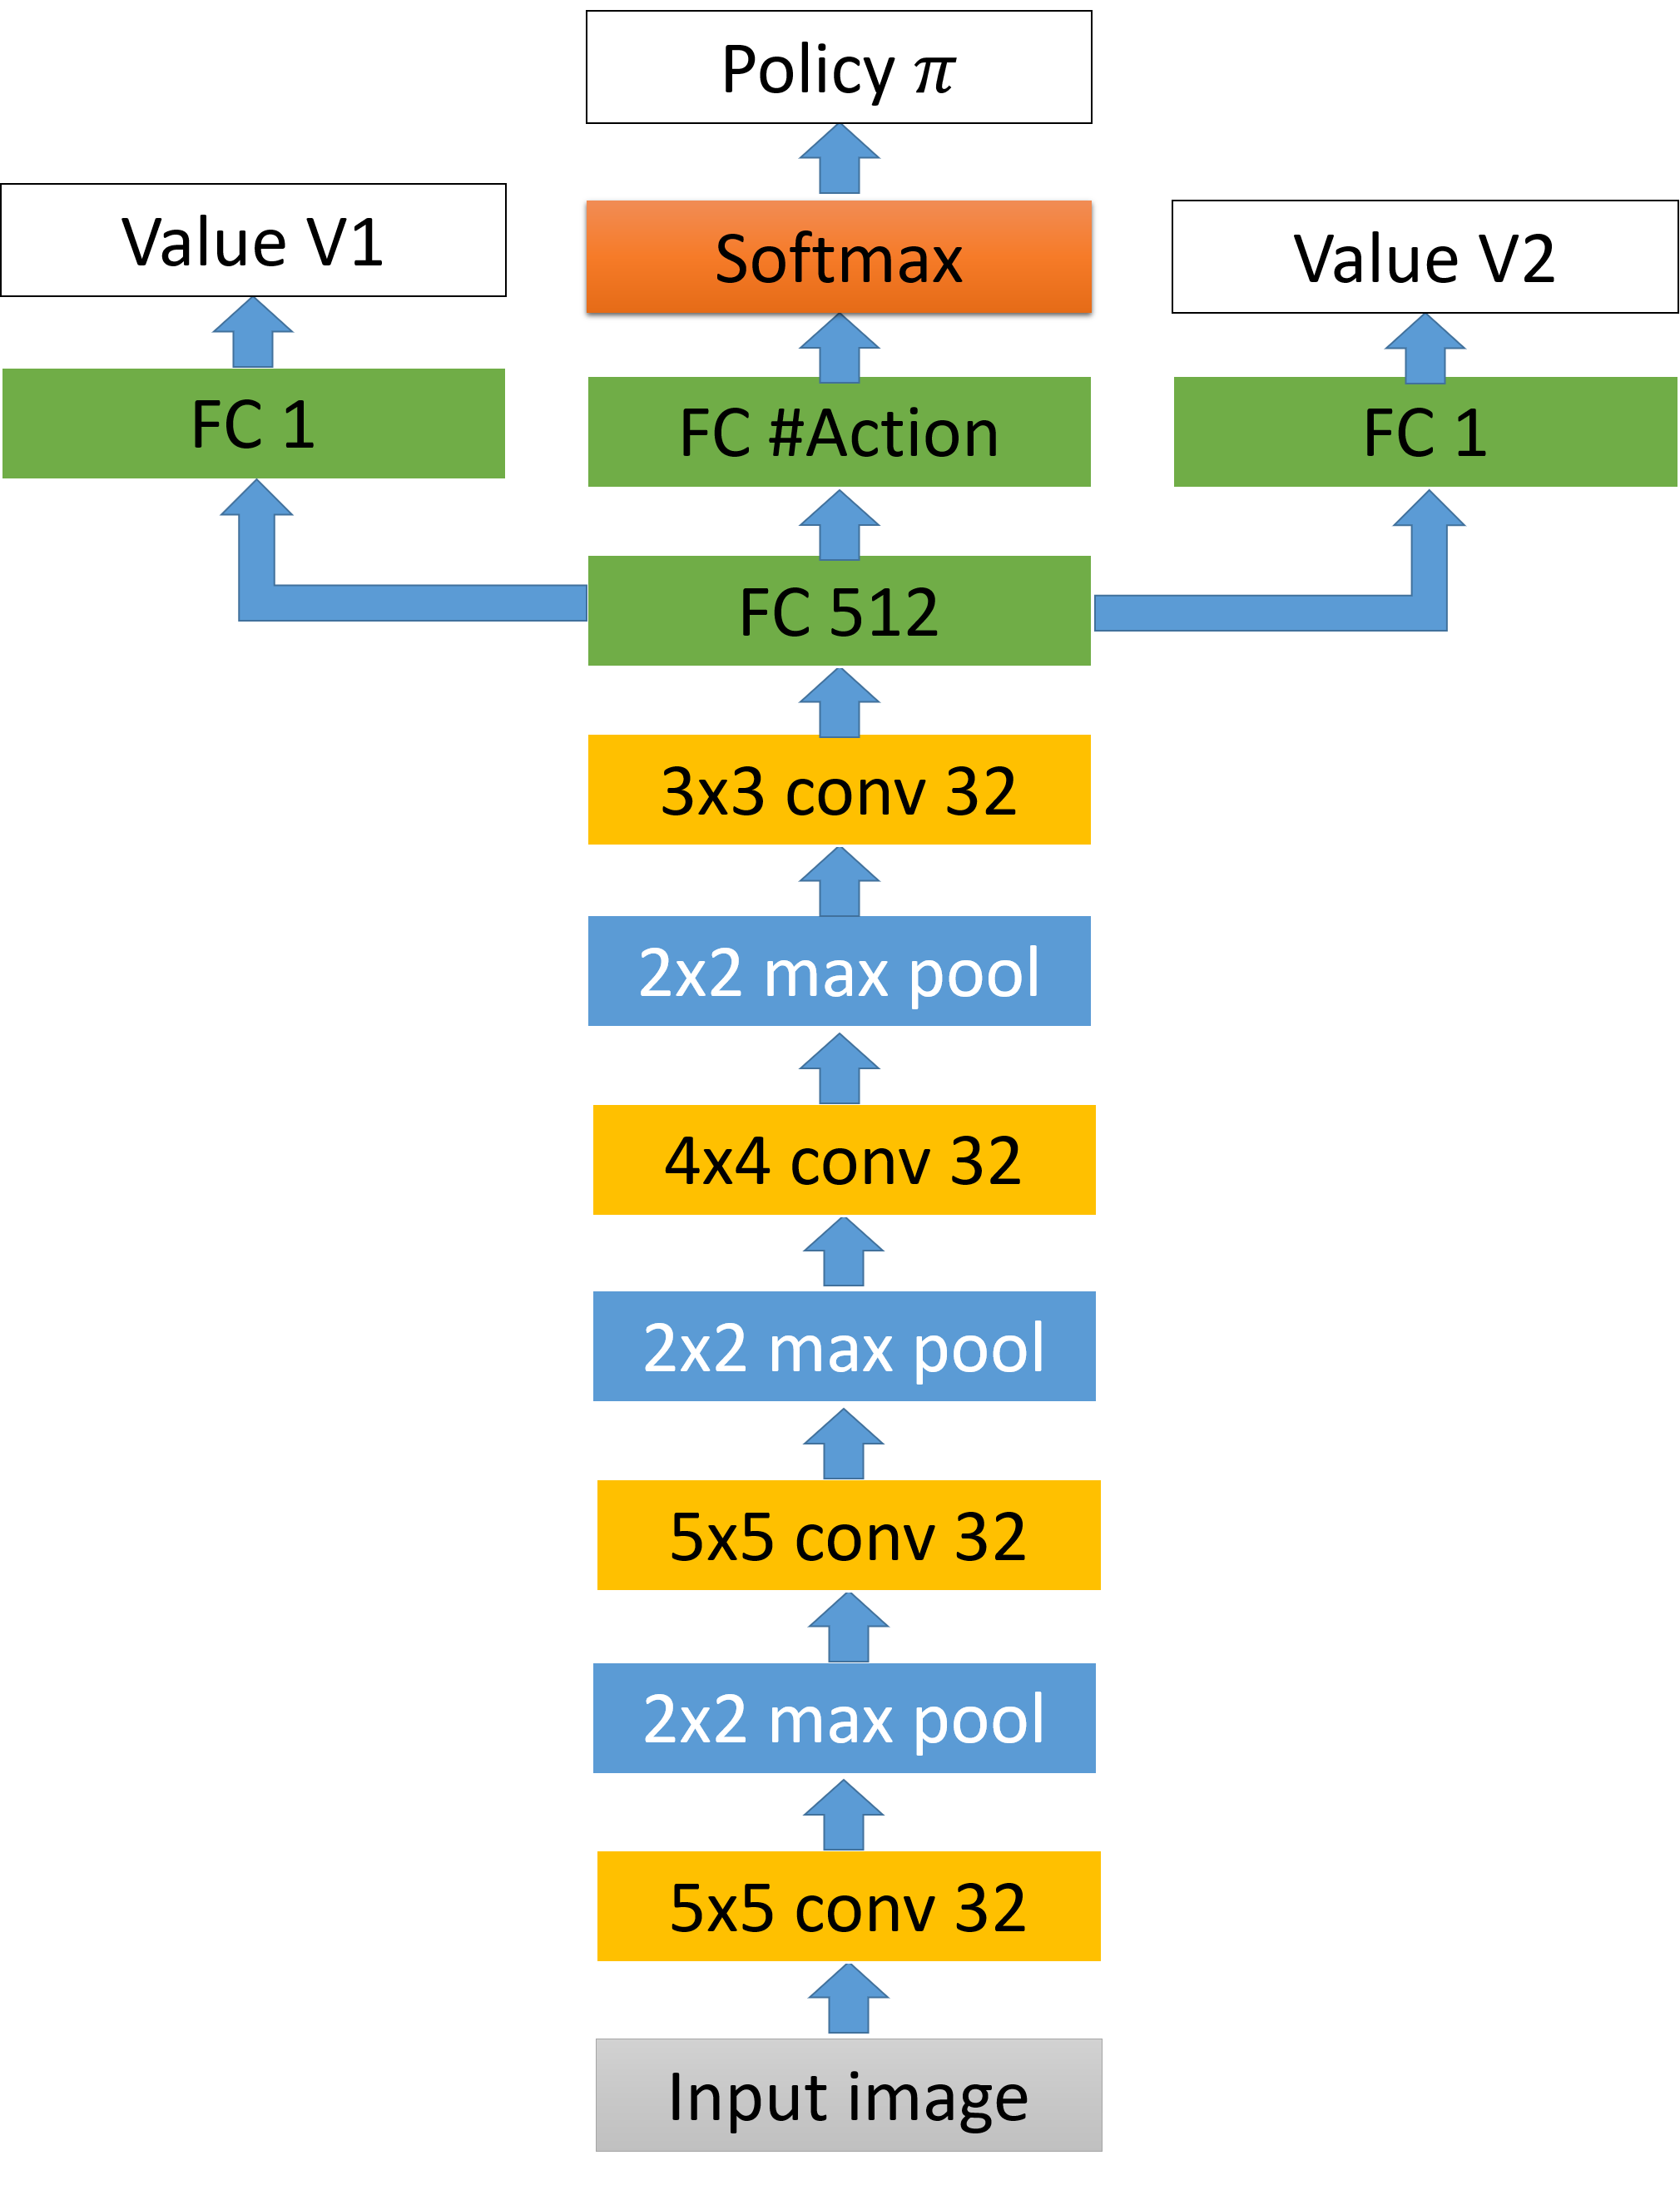 Policy π
Value V1
Softmax
Value V2
FC 1
FC #Action
FC 1
FC 512
3x3 conv 32
2x2 max pool
4x4 conv 32
2x2 max pool
5x5 conv 32
2x2 max pool
5x5 conv 32
Input image